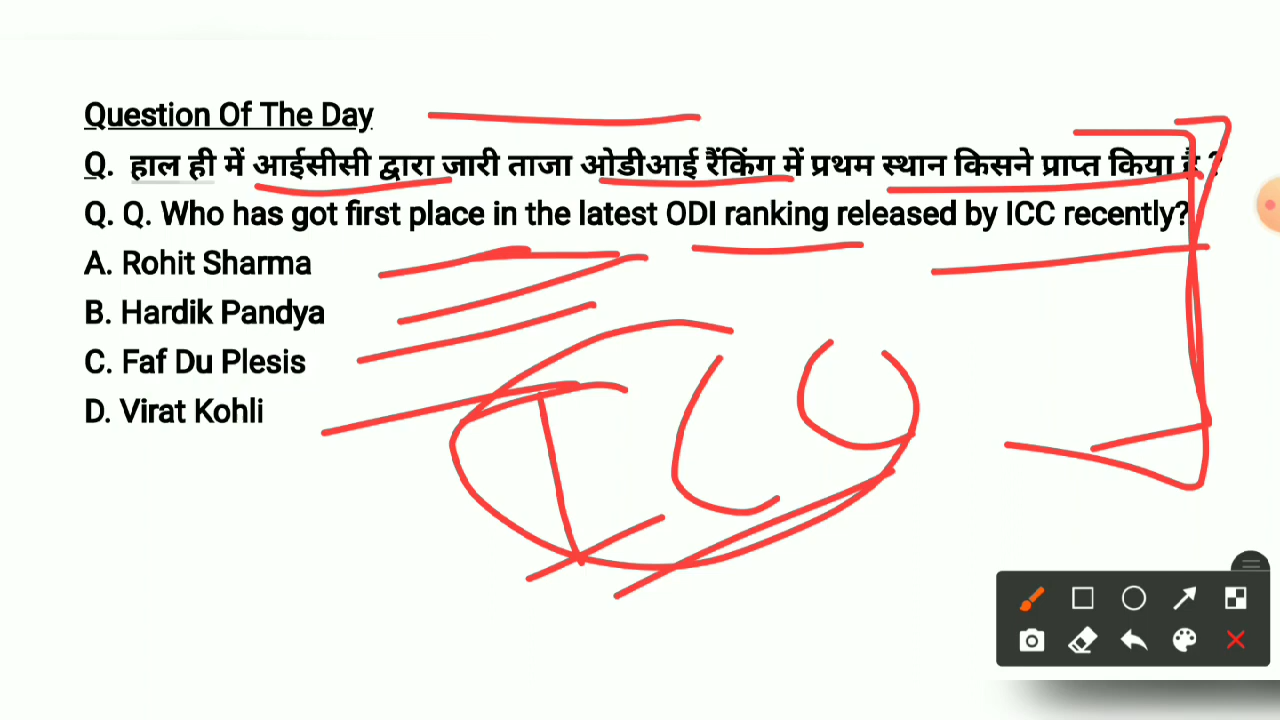 Question Of The Day
Q. हाल ही में आईसीसी द्वारा जारी ताजा ओडीआई रैंकिंग में प्रथम स्थान किसने प्राप्त किया है ?
Q. Q. Who has got first place in the latest ODI ranking released by ICC recently?
A. Rohit Sharma
B. Hardik Pandya
C. Faf Du Plesis
D. Virat Kohli
ICC